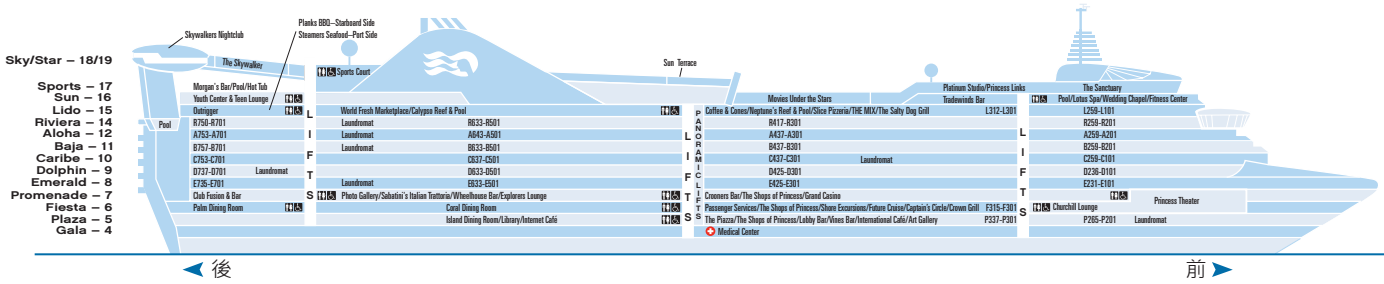 Planks BBQ–Starboard Side
Steamers Seafood–Port Side
Skywalkers Nightclub
The Skywalker
Sports Court
Sun Terrace
Sky/Star – 18/19
Sports – 17
Sun – 16
Lido – 15
Riviera – 14
Aloha – 12
Baja – 11
Caribe – 10
Dolphin – 9
Emerald – 8
Promenade – 7
Fiesta – 6
Plaza – 5
Gala – 4
Pool
Morgan's Bar/Pool/Hot Tub
Youth Center & Teen Lounge
Outrigger
R750-R701
A753-A701
B757-B701
C753-C701
D737-D701 Laundromat
E735-E701
Club Fusion & Bar
Palm Dining Room
LIFTS
World Fresh Marketplace/Calypso Reef & Pool
Laundromat R633-R501
Laundromat A643-A501
Laundromat B633-B501
C637-C501
D633-D501
Laundromat E633-E501
Photo Gallery/Sabatini's Italian Trattoria/Wheelhouse Bar/Explorers Lounge
Coral Dining Room
Island Dining Room/Library/Internet Café
LIFTS
PANORAMIC LIFTS
Movies Under the Stars
Platinum Studio/Princess Links
Tradewinds Bar
Coffee & Cones/Neptune's Reef & Pool/Slice Pizzeria/THE MIX/The Salty Dog Grill L312-L301
R417-R301
A437-A301
B437-B301
C437-C301 Laundromat
D425-D301
E425-E301
Crooners Bar/The Shops of Princess/Grand Casino
Passenger Services/The Shops of Princess/Shore Excursions/Future Cruise/Captain's Circle/Crown Grill F315-F301
The Piazza/The Shops of Princess/Lobby Bar/Vines Bar/International Café/Art Gallery P337-P301
Medical Center
LIFTS
The Sanctuary
Pool/Lotus Spa/Wedding Chapel/Fitness Center
L259-L101
R259-R201
A259-A201
B259-B201
C259-C101
D236-D101
E231-E101
Princess Theater
Churchill Lounge
P265-P201 Laundromat
後
前